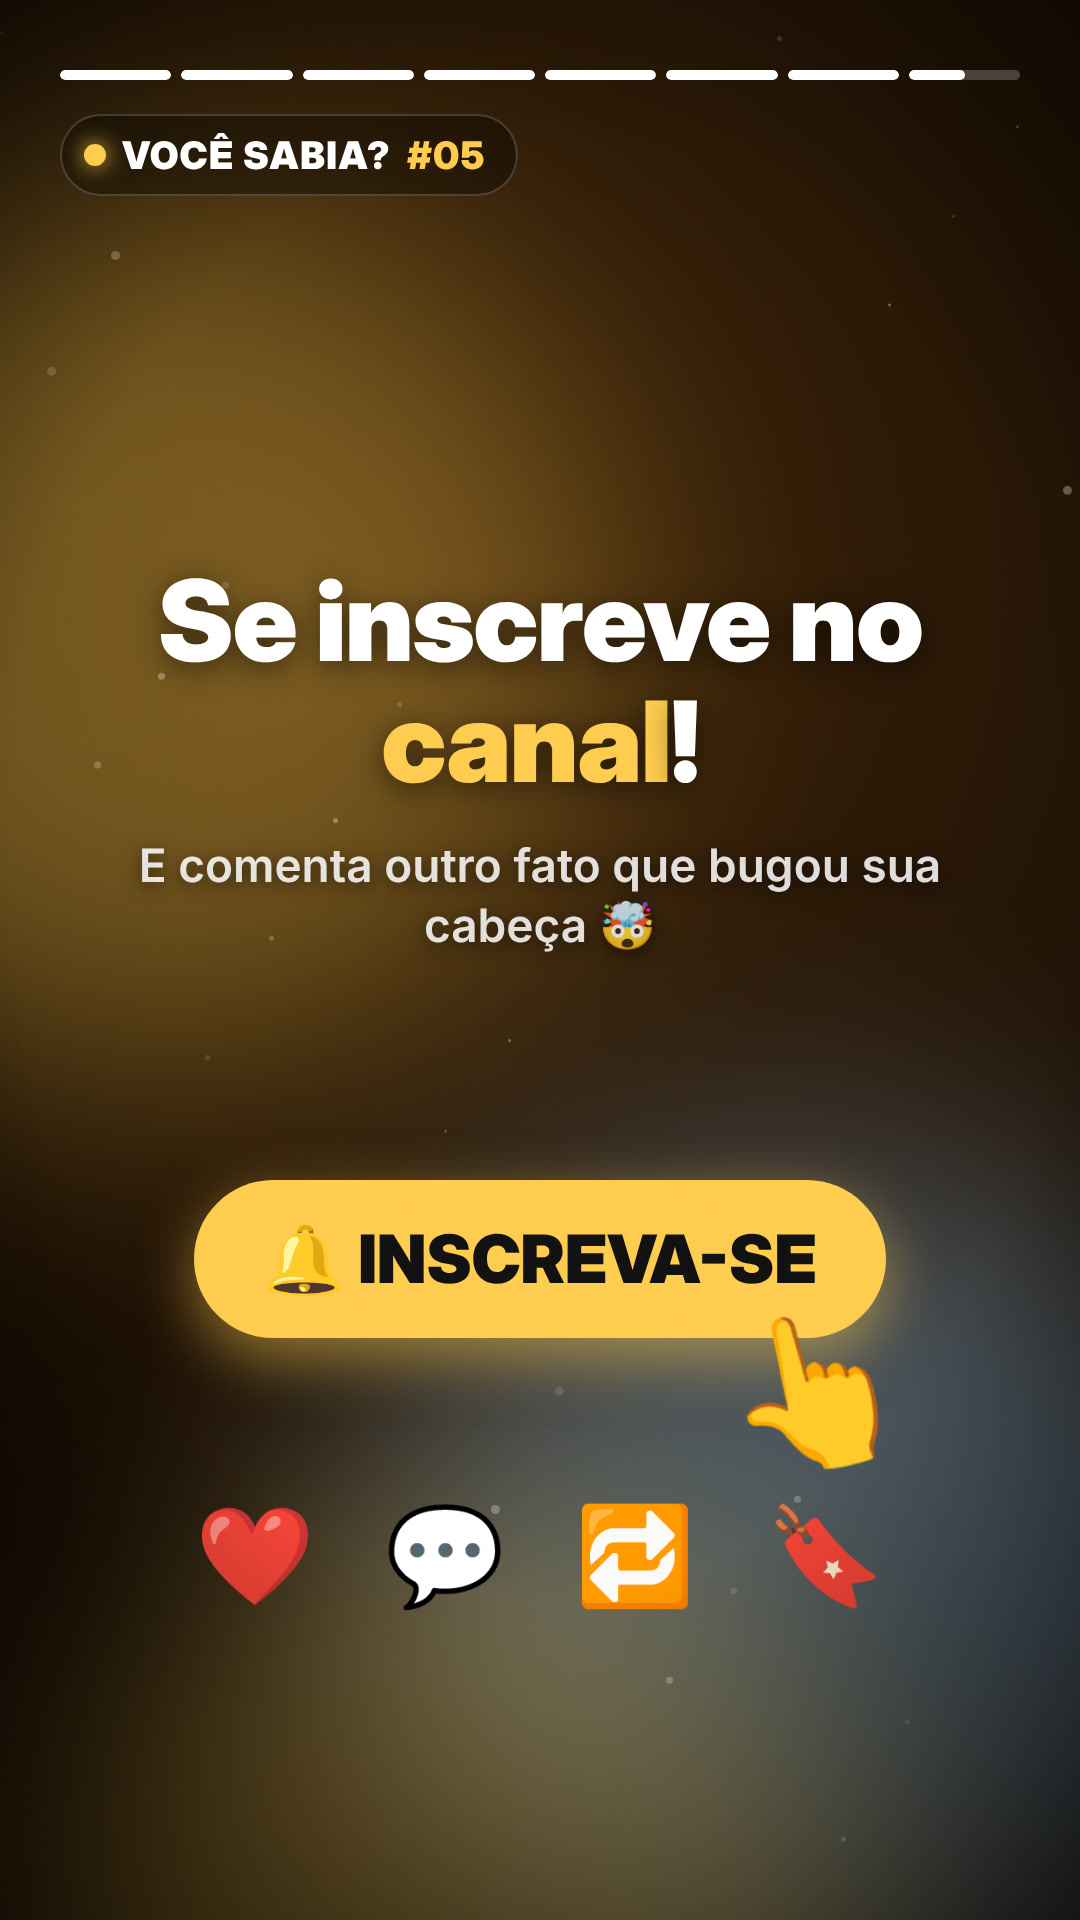 VOCÊ SABIA? #05
Se inscreve no
canal!
E comenta outro fato que bugou sua
cabeça 🤯
🔔 INSCREVA-SE